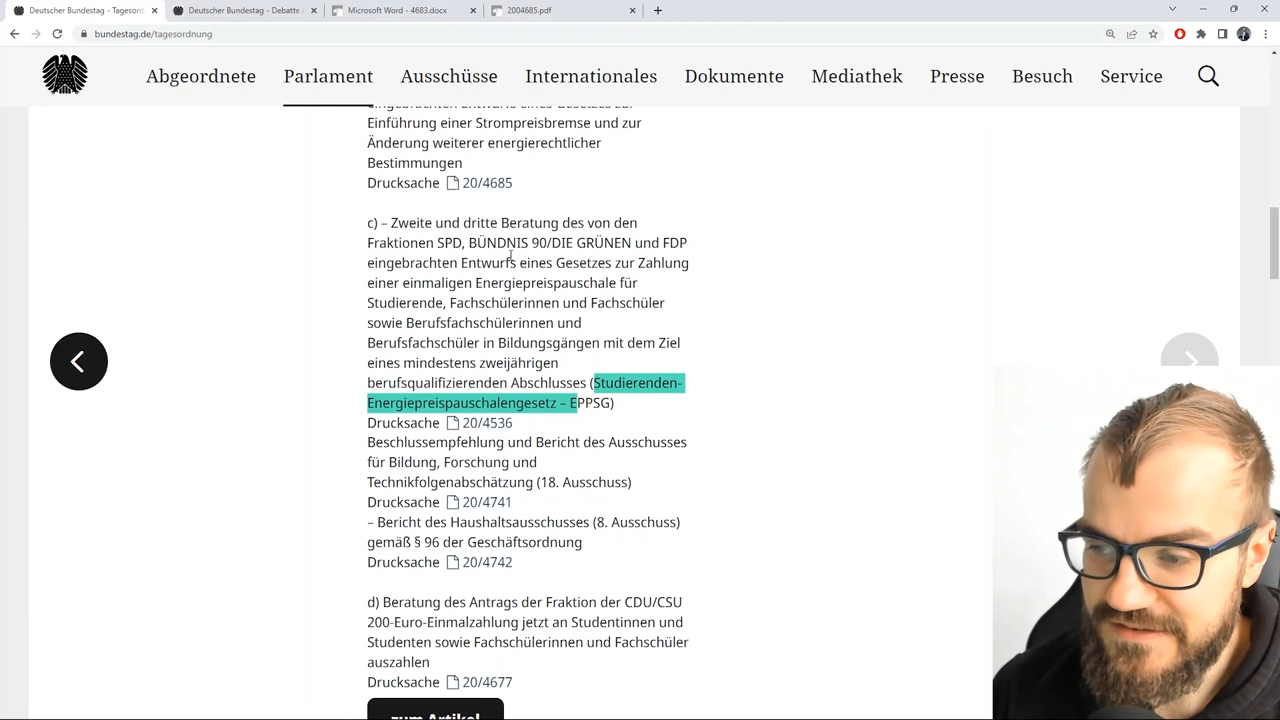 Deutscher Bundestag - Tagesord
Deutscher Bundestag - Debatte
Microsoft Word - 4683.docx
2004685.pdf
bundestag.de/tagesordnung
Abgeordnete Parlament Ausschüsse Internationales Dokumente Mediathek Presse Besuch Service
eingebrachten Entwurfs eines Gesetzes zur
Einführung einer Strompreisbremse und zur
Änderung weiterer energierechtlicher
Bestimmungen
Drucksache 20/4685
c) – Zweite und dritte Beratung des von den
Fraktionen SPD, BÜNDNIS 90/DIE GRÜNEN und FDP
eingebrachten Entwurfs eines Gesetzes zur Zahlung
einer einmaligen Energiepreispauschale für
Studierende, Fachschülerinnen und Fachschüler
sowie Berufsfachschülerinnen und
Berufsfachschüler in Bildungsgängen mit dem Ziel
eines mindestens zweijährigen
berufsqualifizierenden Abschlusses (Studierenden-
Energiepreispauschalengesetz – EPPSG)
Drucksache 20/4536
Beschlussempfehlung und Bericht des Ausschusses
für Bildung, Forschung und
Technikfolgenabschätzung (18. Ausschuss)
Drucksache 20/4741
– Bericht des Haushaltsausschusses (8. Ausschuss)
gemäß § 96 der Geschäftsordnung
Drucksache 20/4742
d) Beratung des Antrags der Fraktion der CDU/CSU
200-Euro-Einmalzahlung jetzt an Studentinnen und
Studenten sowie Fachschülerinnen und Fachschüler
auszahlen
Drucksache 20/4677
zum Artikel